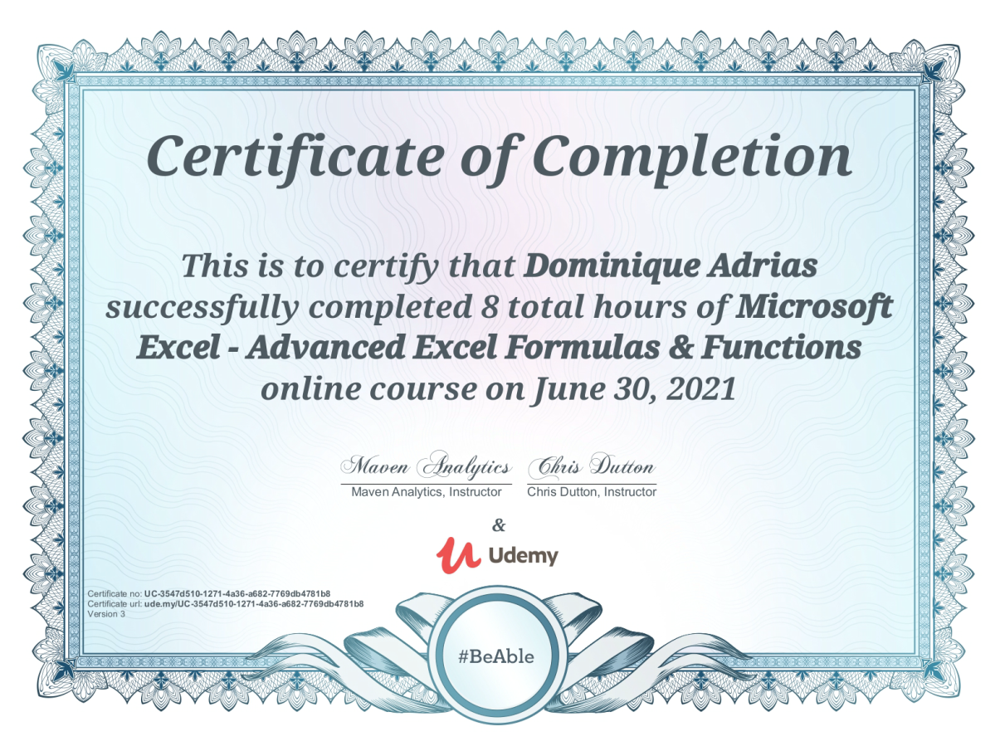 Certificate of Completion
This is to certify that Dominique Adrias
successfully completed 8 total hours of Microsoft
Excel - Advanced Excel Formulas & Functions
online course on June 30, 2021
Maven Analytics Chris Dutton
Maven Analytics, Instructor Chris Dutton, Instructor
&
Udemy
Certificate no: UC-3547d510-1271-4a36-a682-7769db4781b8
Certificate url: ude.my/UC-3547d510-1271-4a36-a682-7769db4781b8
Version 3
#BeAble